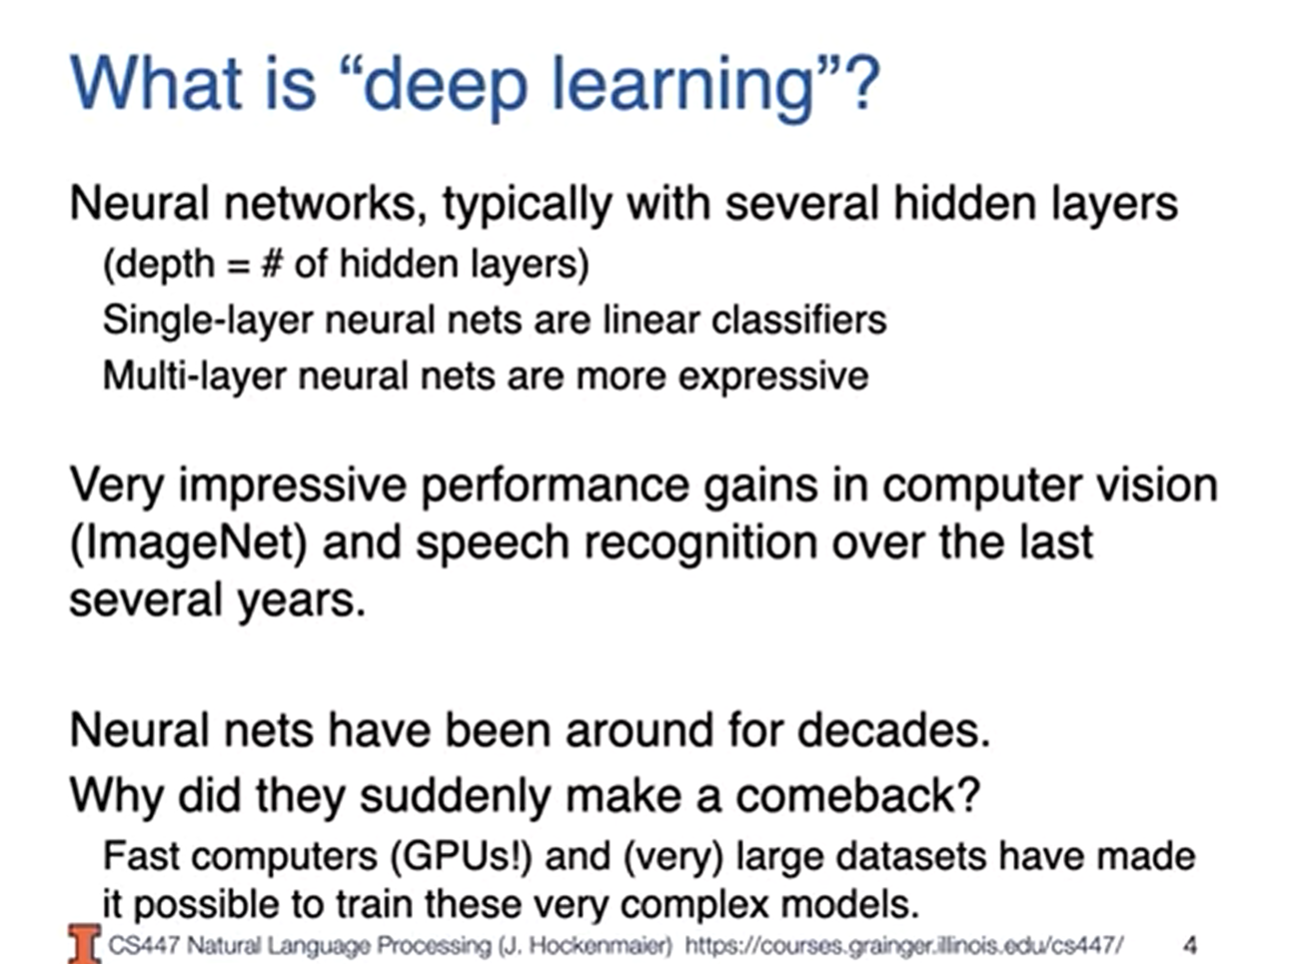 What is “deep learning”?
Neural networks, typically with several hidden layers
(depth = # of hidden layers)
Single-layer neural nets are linear classifiers
Multi-layer neural nets are more expressive
Very impressive performance gains in computer vision
(ImageNet) and speech recognition over the last
several years.
Neural nets have been around for decades.
Why did they suddenly make a comeback?
Fast computers (GPUs!) and (very) large datasets have made
it possible to train these very complex models.
CS447 Natural Language Processing (J. Hockenmaier) https://courses.grainger.illinois.edu/cs447/ 4